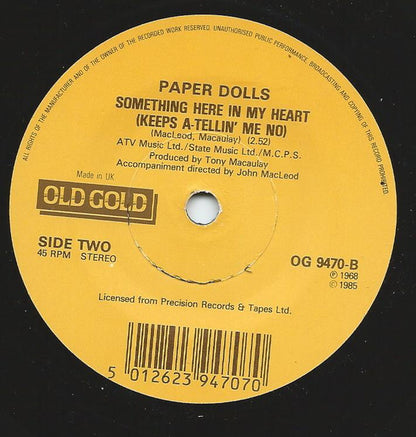 ALL RIGHTS OF THE MANUFACTURER AND OF THE OWNER OF THE RECORDED WORK RESERVED. UNAUTHORISED PUBLIC PERFORMANCE, BROADCASTING AND COPYING OF THIS RECORD PROHIBITED.
PAPER DOLLS
SOMETHING HERE IN MY HEART
(KEEPS A-TELLIN' ME NO)
(MacLeod, Macaulay) (2.52)
ATV Music Ltd./State Music Ltd./M.C.P.S.
Produced by Tony Macaulay
Accompaniment directed by John MacLeod
Made in UK
OLD GOLD
SIDE TWO
45 RPM STEREO
OG 9470-B
℗ 1968
© 1985
Licensed from Precision Records & Tapes Ltd.
5 012623 947070